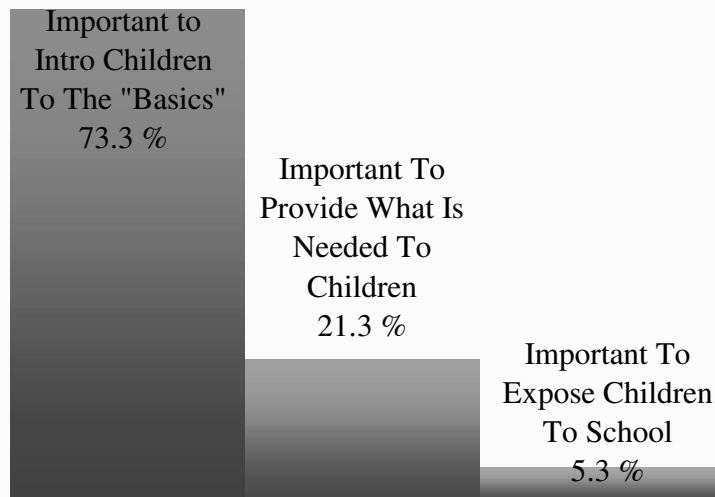 Important to
Intro Children
To The "Basics"
73.3 %
Important To
Provide What Is
Needed To
Children
21.3 %
Important To
Expose Children
To School
5.3 %